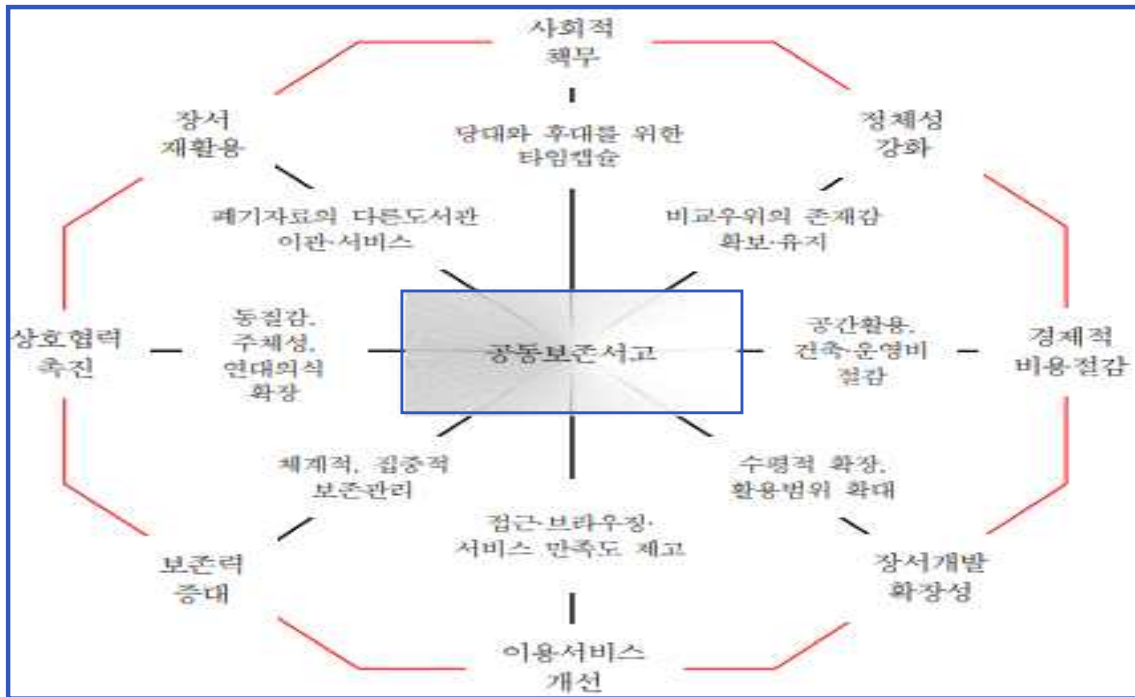 사회적
책무
장서
재활용
당대와 후대를 위한
타임캡슐
정체성
강화
폐기자료의 다른도서관
이관·서비스
비교우위의 존재감
확보·유지
상호협력
촉진
동질감,
주체성,
연대의식
확장
공동보존서고
공간활용,
건축·운영비
절감
경제적
비용절감
체계적, 집중적
보존관리
수평적 확장,
활용범위 확대
접근·브라우징·
서비스 만족도 제고
보존력
증대
장서개발
확장성
이용서비스
개선